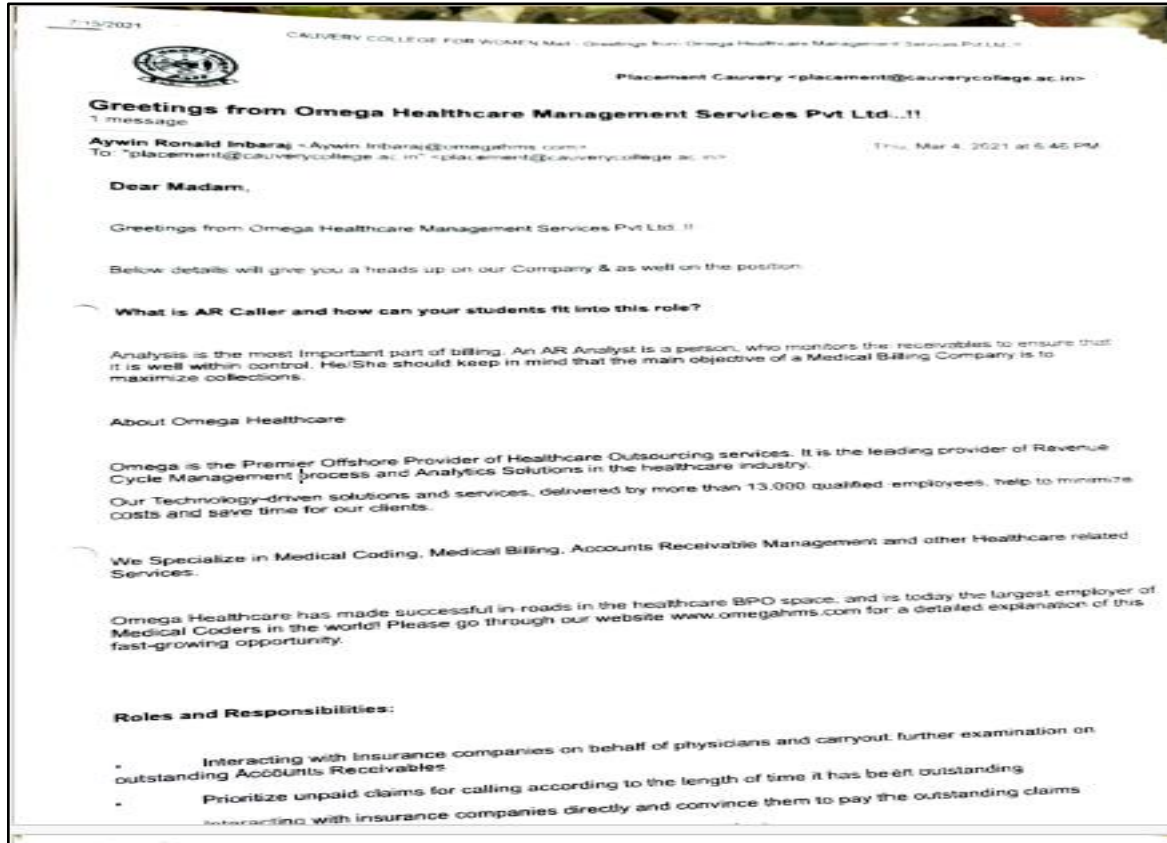 7/15/2021
CAUVERY COLLEGE FOR WOMEN Mail - Greetings from Omega Healthcare Management Services Pvt Ltd..!!
Placement Cauvery <placement@cauverycollege.ac.in>
Greetings from Omega Healthcare Management Services Pvt Ltd...!!
1 message
Aywin Ronald Inbaraj <Aywin.Inbaraj@omegahms.com>
Thu, Mar 4, 2021 at 6:46 PM
To: "placement@cauverycollege.ac.in" <placement@cauverycollege.ac.in>
Dear Madam,
Greetings from Omega Healthcare Management Services Pvt Ltd..!!
Below details will give you a heads up on our Company & as well on the position.
What is AR Caller and how can your students fit into this role?
Analysis is the most Important part of billing. An AR Analyst is a person, who monitors the receivables to ensure that
it is well within control. He/She should keep in mind that the main objective of a Medical Billing Company is to
maximize collections.
About Omega Healthcare
Omega is the Premier Offshore Provider of Healthcare Outsourcing services. It is the leading provider of Revenue
Cycle Management process and Analytics Solutions in the healthcare industry.
Our Technology-driven solutions and services, delivered by more than 13,000 qualified employees, help to minimize
costs and save time for our clients.
We Specialize in Medical Coding, Medical Billing, Accounts Receivable Management and other Healthcare related
Services.
Omega Healthcare has made successful in-roads in the healthcare BPO space, and is today the largest employer of
Medical Coders in the world! Please go through our website www.omegahms.com for a detailed explanation of this
fast-growing opportunity.
Roles and Responsibilities:
• Interacting with Insurance companies on behalf of physicians and carryout further examination on
outstanding Accounts Receivables
• Prioritize unpaid claims for calling according to the length of time it has been outstanding
Interacting with insurance companies directly and convince them to pay the outstanding claims